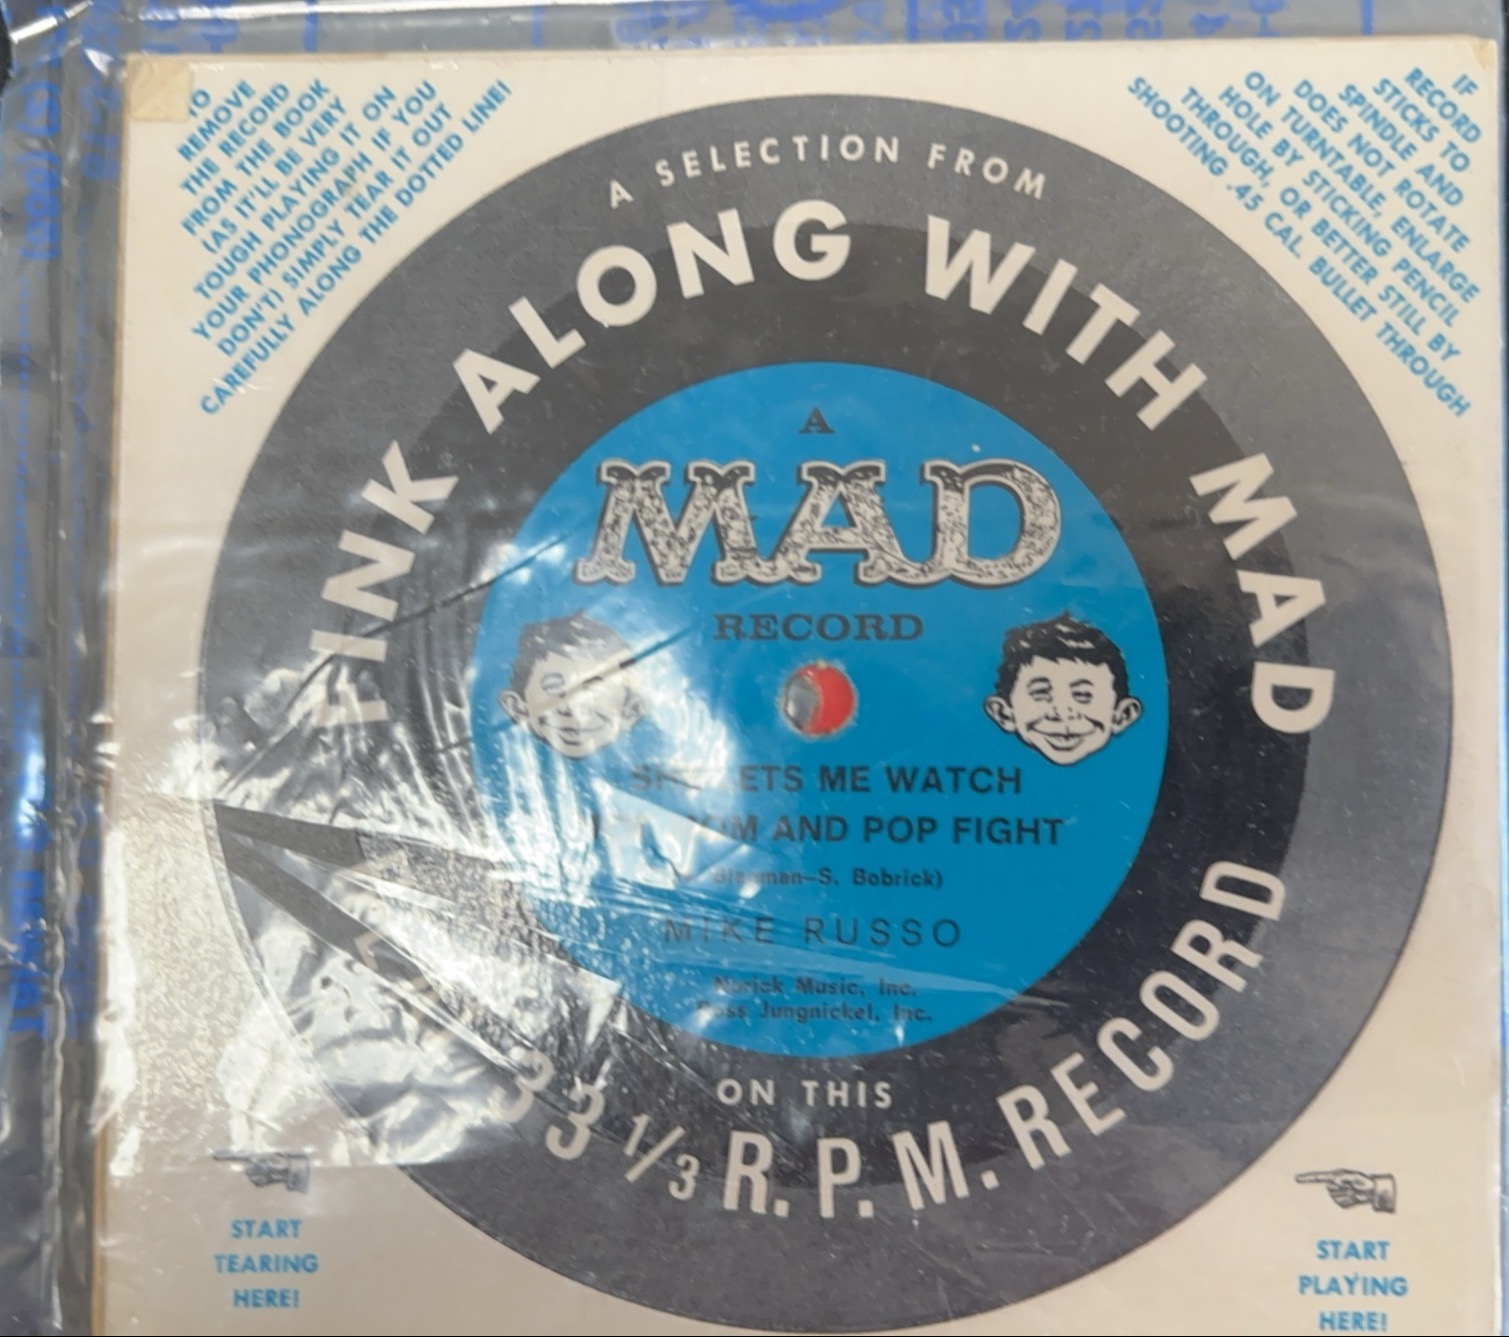 REMOVE
THE RECORD
FROM THE BOOK
(AS IT'LL BE VERY
TOUGH PLAYING IT ON
YOUR PHONOGRAPH IF YOU
DON'T) SIMPLY TEAR IT OUT
CAREFULLY ALONG THE DOTTED LINE!
IF
RECORD
STICKS TO
SPINDLE AND
DOES NOT ROTATE
ON TURNTABLE, ENLARGE
HOLE BY STICKING PENCIL
THROUGH, OR BETTER STILL BY
SHOOTING .45 CAL. BULLET THROUGH
A SELECTION FROM
FINK ALONG WITH MAD
A
MAD
RECORD
ME WATCH
AND POP FIGHT
S. Bobrick)
MIKE RUSSO
Norick Music, Inc.
Jungnickel, Inc.
ON THIS
33 1/3 R.P.M. RECORD
START
TEARING
HERE!
START
PLAYING
HERE!